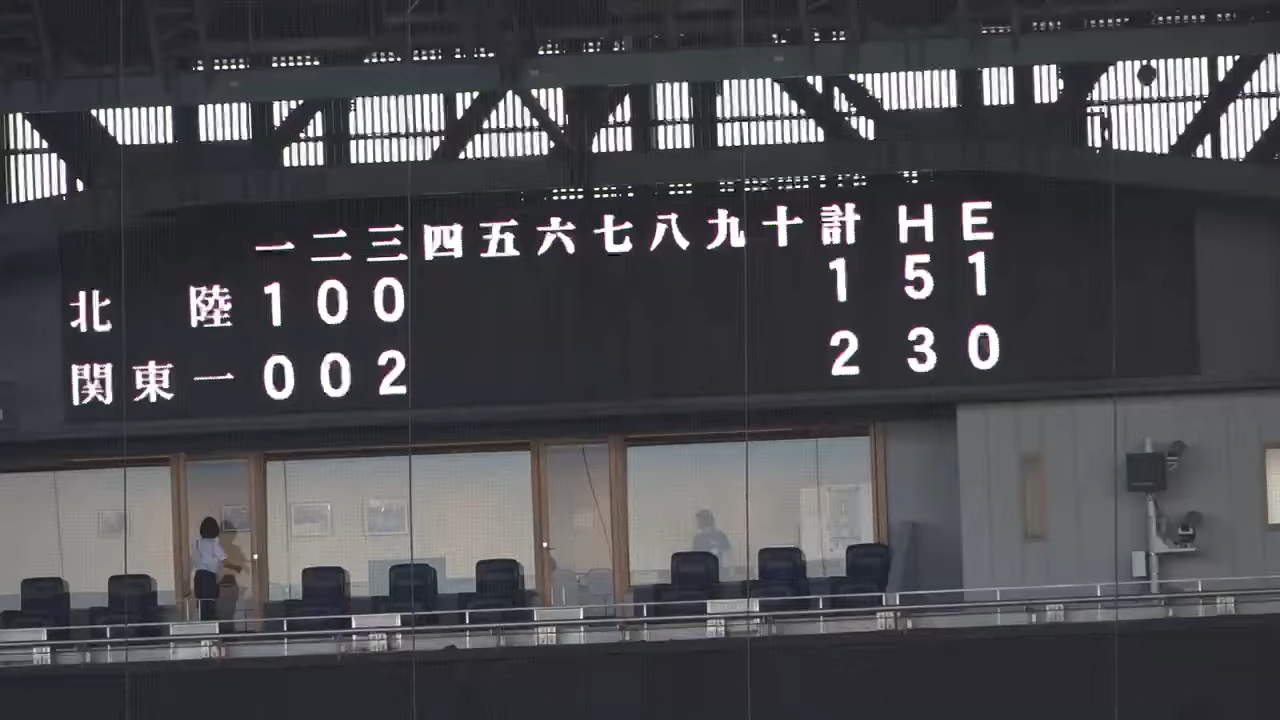 一 二 三 四 五 六 七 八 九 十 計 H E
北 陸 1 0 0 1 5 1
関 東 一 0 0 2 2 3 0